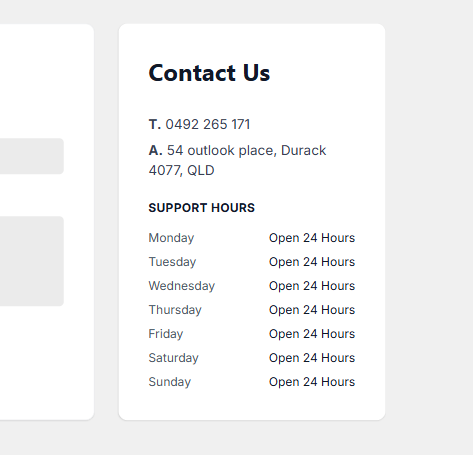 Contact Us
T. 0492 265 171
A. 54 outlook place, Durack
4077, QLD
SUPPORT HOURS
Monday Open 24 Hours
Tuesday Open 24 Hours
Wednesday Open 24 Hours
Thursday Open 24 Hours
Friday Open 24 Hours
Saturday Open 24 Hours
Sunday Open 24 Hours